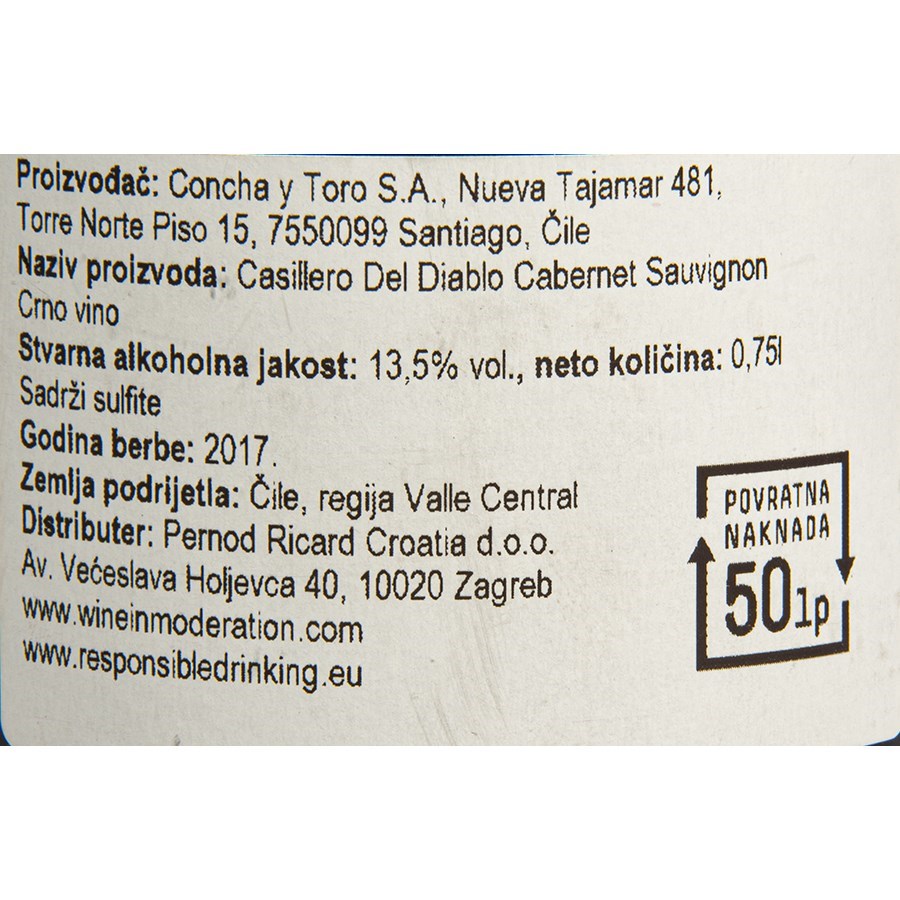 Proizvođač: Concha y Toro S.A., Nueva Tajamar 481,
Torre Norte Piso 15, 7550099 Santiago, Čile
Naziv proizvoda: Casillero Del Diablo Cabernet Sauvignon
Crno vino
Stvarna alkoholna jakost: 13,5% vol., neto količina: 0,75l
Sadrži sulfite
Godina berbe: 2017.
Zemlja podrijetla: Čile, regija Valle Central
Distributer: Pernod Ricard Croatia d.o.o.
Av. Većeslava Holjevca 40, 10020 Zagreb
www.wineinmoderation.com
www.responsibledrinking.eu
POVRATNA
NAKNADA
50lp